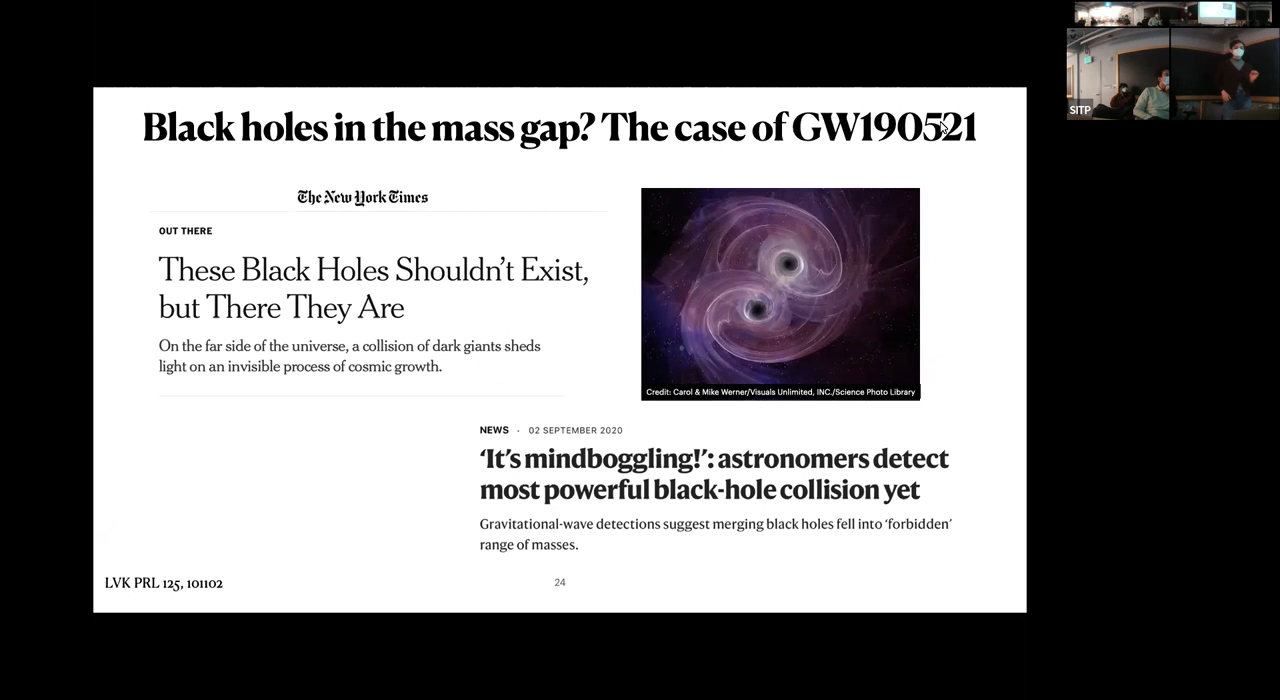 Black holes in the mass gap? The case of GW190521
The New York Times
OUT THERE
These Black Holes Shouldn't Exist,
but There They Are
On the far side of the universe, a collision of dark giants sheds
light on an invisible process of cosmic growth.
Credit: Carol & Mike Werner/Visuals Unlimited, INC./Science Photo Library
NEWS · 02 SEPTEMBER 2020
‘It’s mindboggling!’: astronomers detect
most powerful black-hole collision yet
Gravitational-wave detections suggest merging black holes fell into ‘forbidden’
range of masses.
LVK PRL 125, 101102
24
SITP